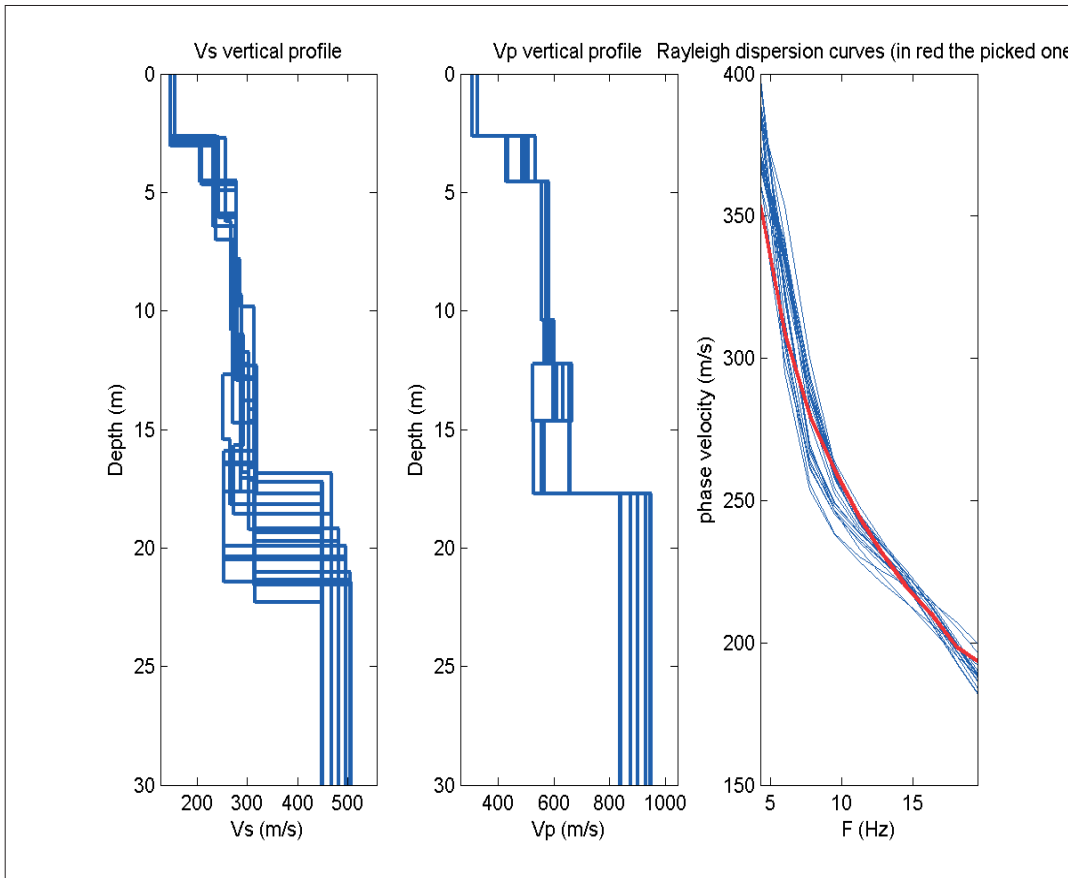 Vs vertical profile
0
5
10
15
20
25
30
Depth (m)
200 300 400 500
Vs (m/s)
Vp vertical profile
0
5
10
15
20
25
30
Depth (m)
400 600 800 1000
Vp (m/s)
Rayleigh dispersion curves (in red the picked one
400
350
300
250
200
150
phase velocity (m/s)
5 10 15
F (Hz)